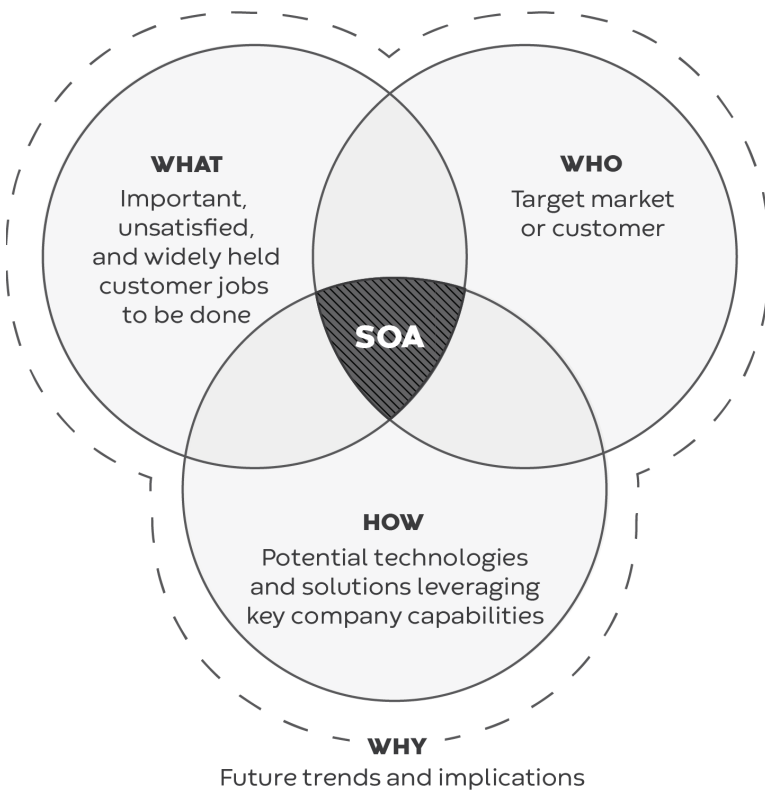 WHAT
Important,
unsatisfied,
and widely held
customer jobs
to be done
WHO
Target market
or customer
SOA
HOW
Potential technologies
and solutions leveraging
key company capabilities
WHY
Future trends and implications